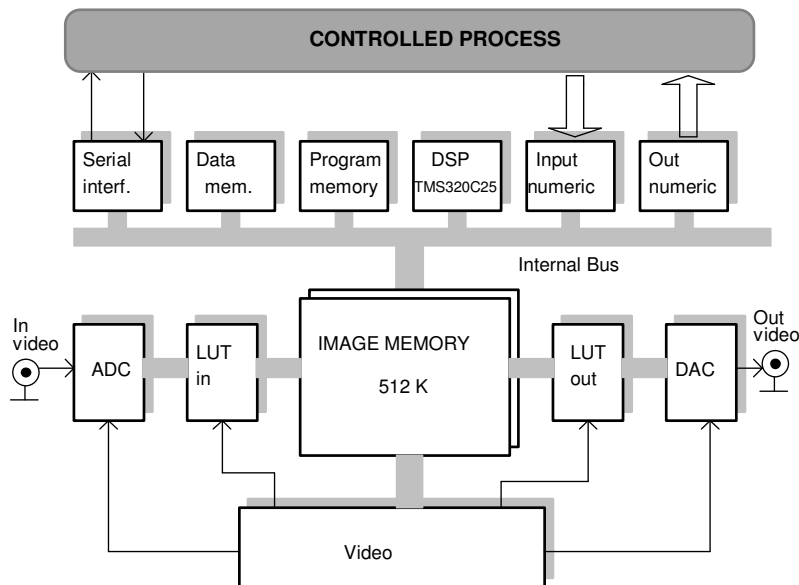 CONTROLLED PROCESS
Serial
interf.
Data
mem.
Program
memory
DSP
TMS320C25
Input
numeric
Out
numeric
Internal Bus
In
video
ADC
LUT
in
IMAGE MEMORY
512 K
LUT
out
DAC
Out
video
Video